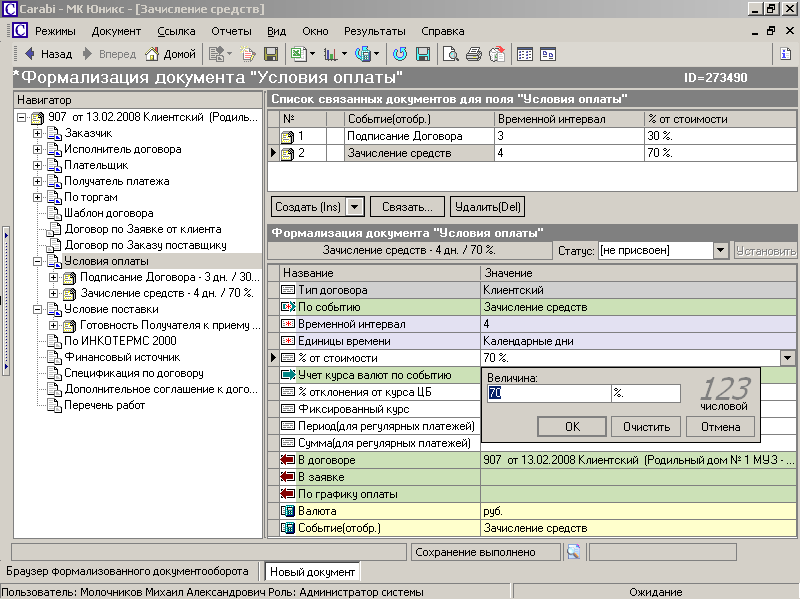 Carabi - МК Юникс - [Зачисление средств]
Режимы Документ Ссылка Отчеты Вид Окно Результаты Справка
Назад Вперед Домой
*Формализация документа "Условия оплаты" ID=273490
Навигатор
907 от 13.02.2008 Клиентский (Родиль...
Заказчик
Исполнитель договора
Плательщик
Получатель платежа
По торгам
Шаблон договора
Договор по Заявке от клиента
Договор по Заказу поставщику
Условия оплаты
Подписание Договора - 3 дн. / 30...
Зачисление средств - 4 дн. / 70 %.
Условие поставки
Готовность Получателя к приему ...
По ИНКОТЕРМС 2000
Финансовый источник
Спецификация по договору
Дополнительное соглашение к дого...
Перечень работ
Список связанных документов для поля "Условия оплаты"
№ Событие(отобр.) Временной интервал % от стоимости
1 Подписание Договора 3 30 %.
2 Зачисление средств 4 70 %.
Создать (Ins) Связать... Удалить(Del)
Формализация документа "Условия оплаты"
Зачисление средств - 4 дн. / 70 %. Статус: [не присвоен] Установить
Название Значение
Тип договора Клиентский
По событию Зачисление средств
Временной интервал 4
Единицы времени Календарные дни
% от стоимости 70 %.
Учет курса валют по событию
% отклонения от курса ЦБ
Фиксированный курс
Период(для регулярных платежей)
Сумма(для регулярных платежей)
Величина:
70 %. 123
числовой
OK Очистить Отмена
В договоре 907 от 13.02.2008 Клиентский (Родильный дом № 1 МУЗ - ...
В заявке
По графику оплаты
Валюта руб.
Событие(отобр.) Зачисление средств
Сохранение выполнено
Браузер формализованного документооборота Новый документ
Пользователь: Молочников Михаил Александрович Роль: Администратор системы Ожидание